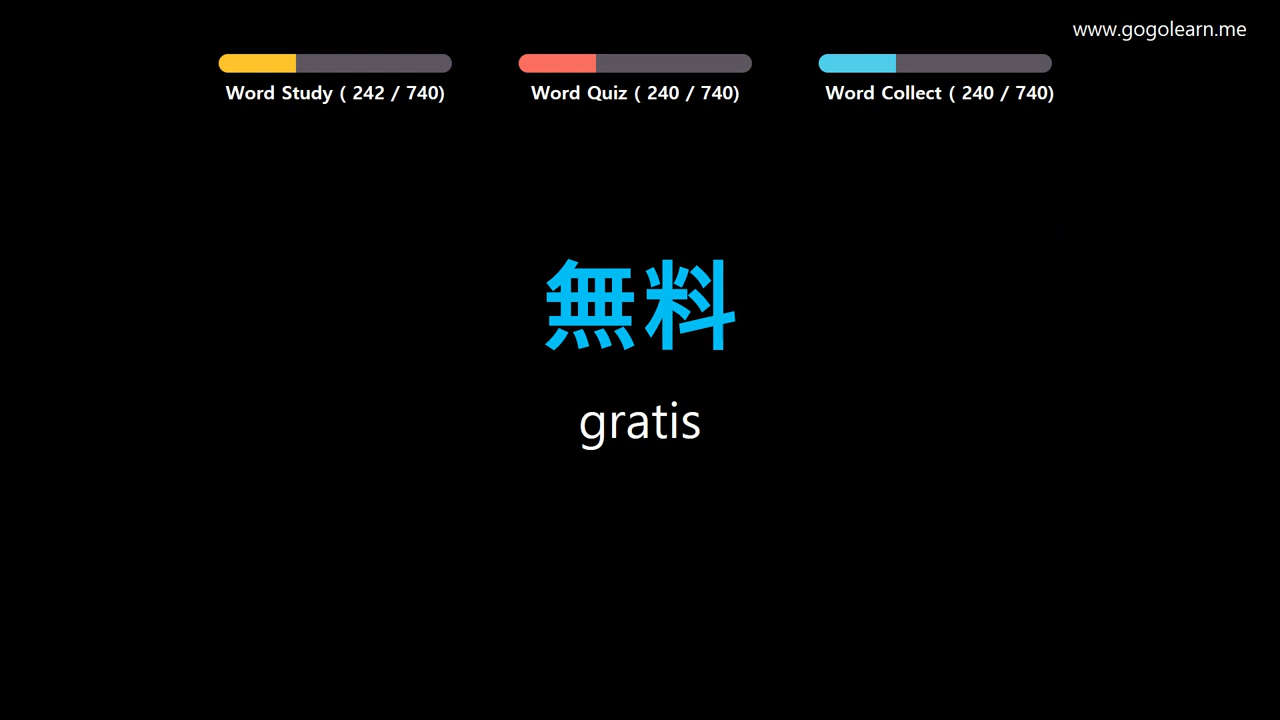 www.gogolearn.me
Word Study ( 242 / 740)
Word Quiz ( 240 / 740)
Word Collect ( 240 / 740)
無料
gratis